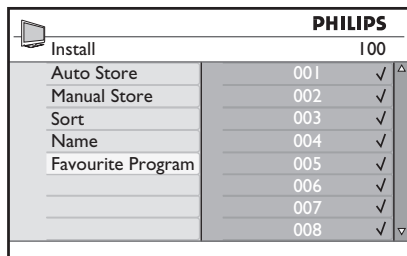 PHILIPS
Install 100
Auto Store 001 ✓
Manual Store 002 ✓
Sort 003 ✓
Name 004 ✓
Favourite Program 005 ✓
006 ✓
007 ✓
008 ✓